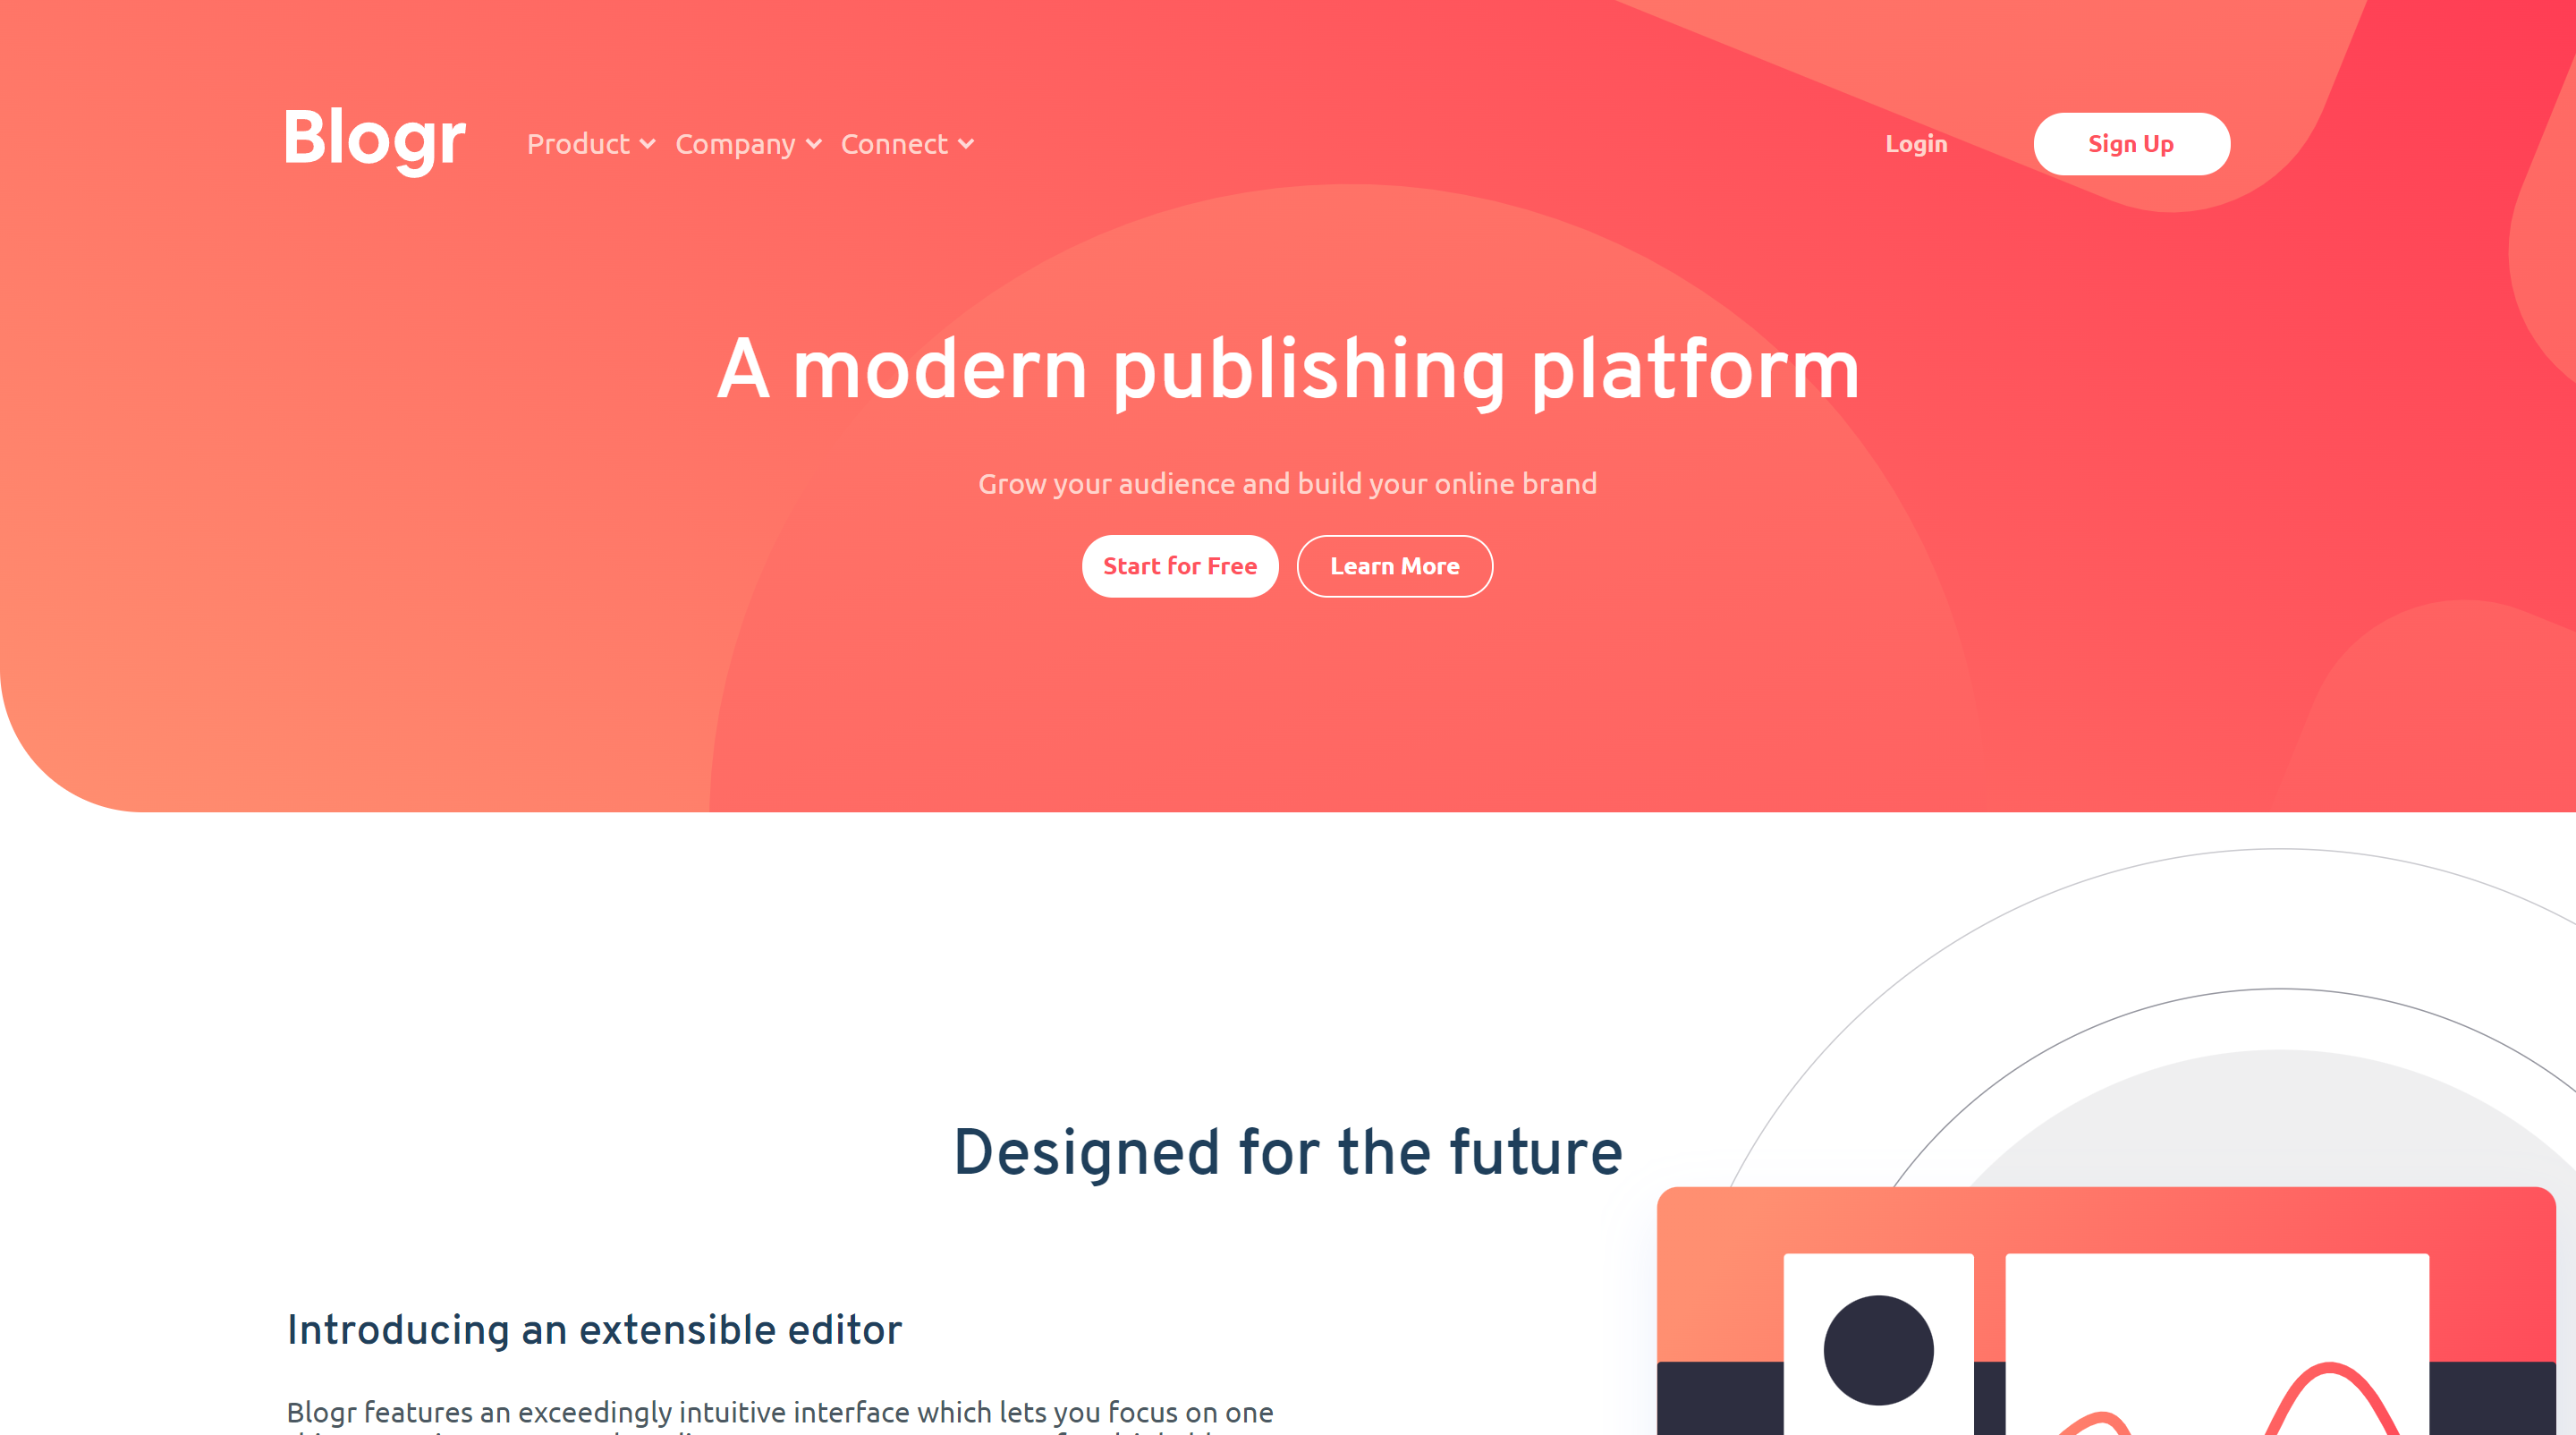 Blogr Product Company Connect Login Sign Up
A modern publishing platform
Grow your audience and build your online brand
Start for Free Learn More
Designed for the future
Introducing an extensible editor
Blogr features an exceedingly intuitive interface which lets you focus on one